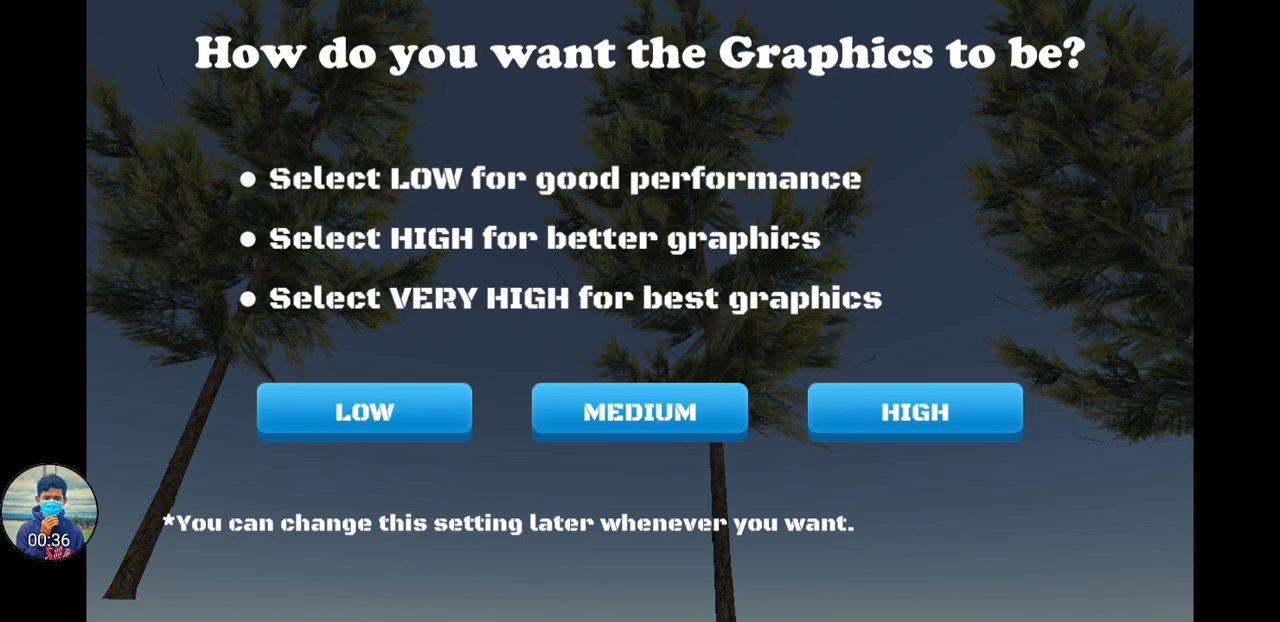 How do you want the Graphics to be?
● Select LOW for good performance
● Select HIGH for better graphics
● Select VERY HIGH for best graphics
LOW
MEDIUM
HIGH
00:36
*You can change this setting later whenever you want.